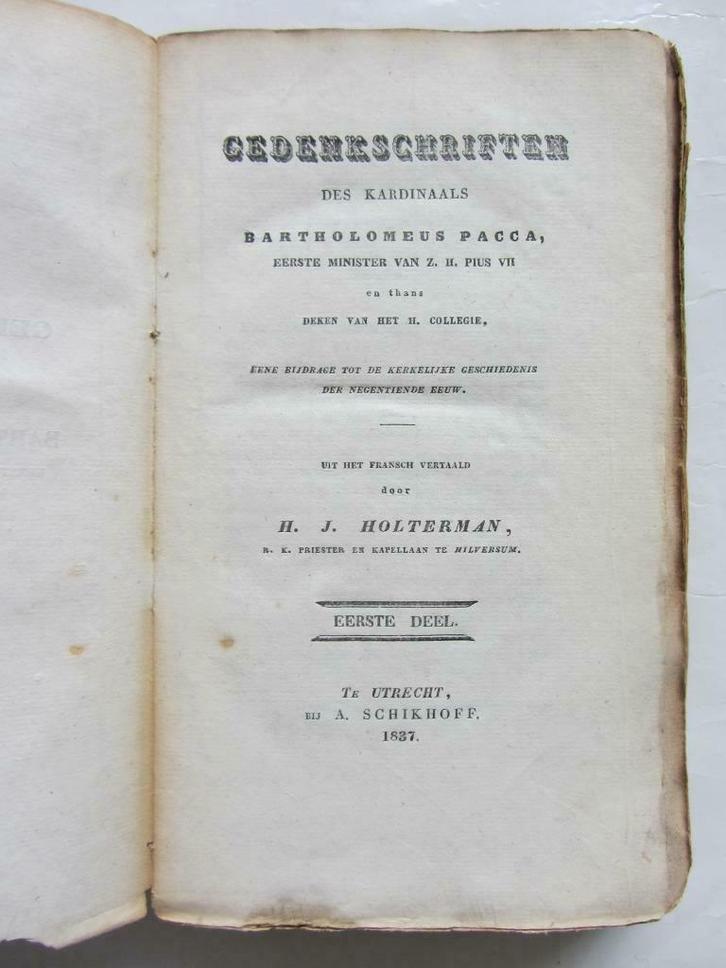 GEDENKSCHRIFTEN
DES KARDINAALS
BARTHOLOMEUS PACCA,
EERSTE MINISTER VAN Z. H. PIUS VII
en thans
DEKEN VAN HET H. COLLEGIE,
EENE BIJDRAGE TOT DE KERKELIJKE GESCHIEDENIS
DER NEGENTIENDE EEUW.
UIT HET FRANSCH VERTAALD
door
H. J. HOLTERMAN,
R. K. PRIESTER EN KAPELLAAN TE HILVERSUM.
EERSTE DEEL.
TE UTRECHT,
BIJ A. SCHIKHOFF.
1837.